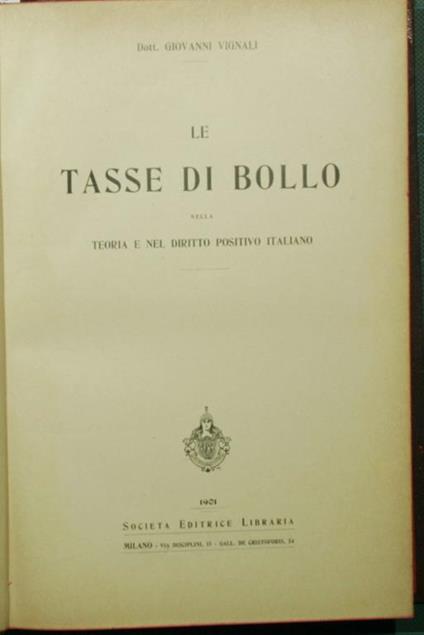 Dott. GIOVANNI VIGNALI
LE
TASSE DI BOLLO
NELLA
TEORIA E NEL DIRITTO POSITIVO ITALIANO
1901
SOCIETA EDITRICE LIBRARIA
MILANO - VIA DISCIPLINI, 15 - GALL. DE CRISTOFORIS, 54